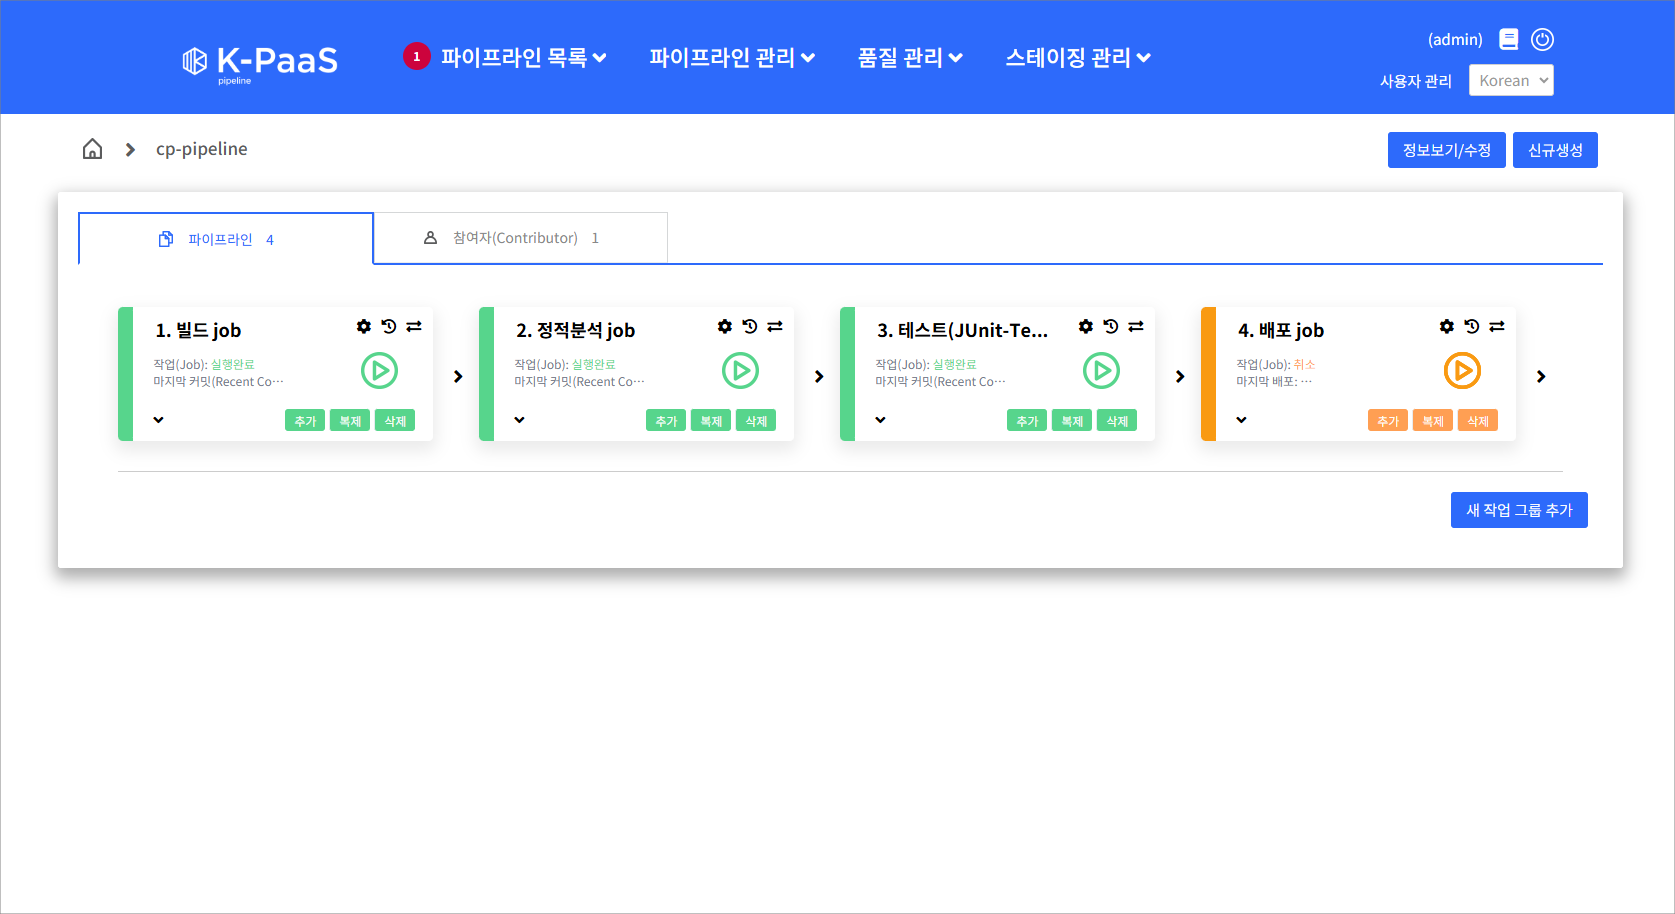 K-PaaS
pipeline
1 파이프라인 목록 파이프라인 관리 품질 관리 스테이징 관리
(admin)
사용자 관리 Korean
cp-pipeline
정보보기/수정 신규생성
파이프라인 4 참여자(Contributor) 1
1. 빌드 job
작업(Job): 실행완료
마지막 커밋(Recent Co…
추가 복제 삭제
2. 정적분석 job
작업(Job): 실행완료
마지막 커밋(Recent Co…
추가 복제 삭제
3. 테스트(JUnit-Te...
작업(Job): 실행완료
마지막 커밋(Recent Co…
추가 복제 삭제
4. 배포 job
작업(Job): 취소
마지막 배포: …
추가 복제 삭제
새 작업 그룹 추가